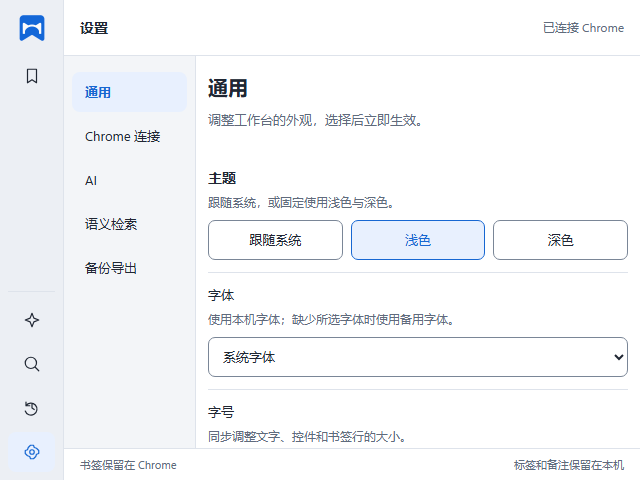 设置
已连接 Chrome
通用
Chrome 连接
AI
语义检索
备份导出
通用
调整工作台的外观，选择后立即生效。
主题
跟随系统，或固定使用浅色与深色。
跟随系统
浅色
深色
字体
使用本机字体；缺少所选字体时使用备用字体。
系统字体
字号
同步调整文字、控件和书签行的大小。
书签保留在 Chrome
标签和备注保留在本机